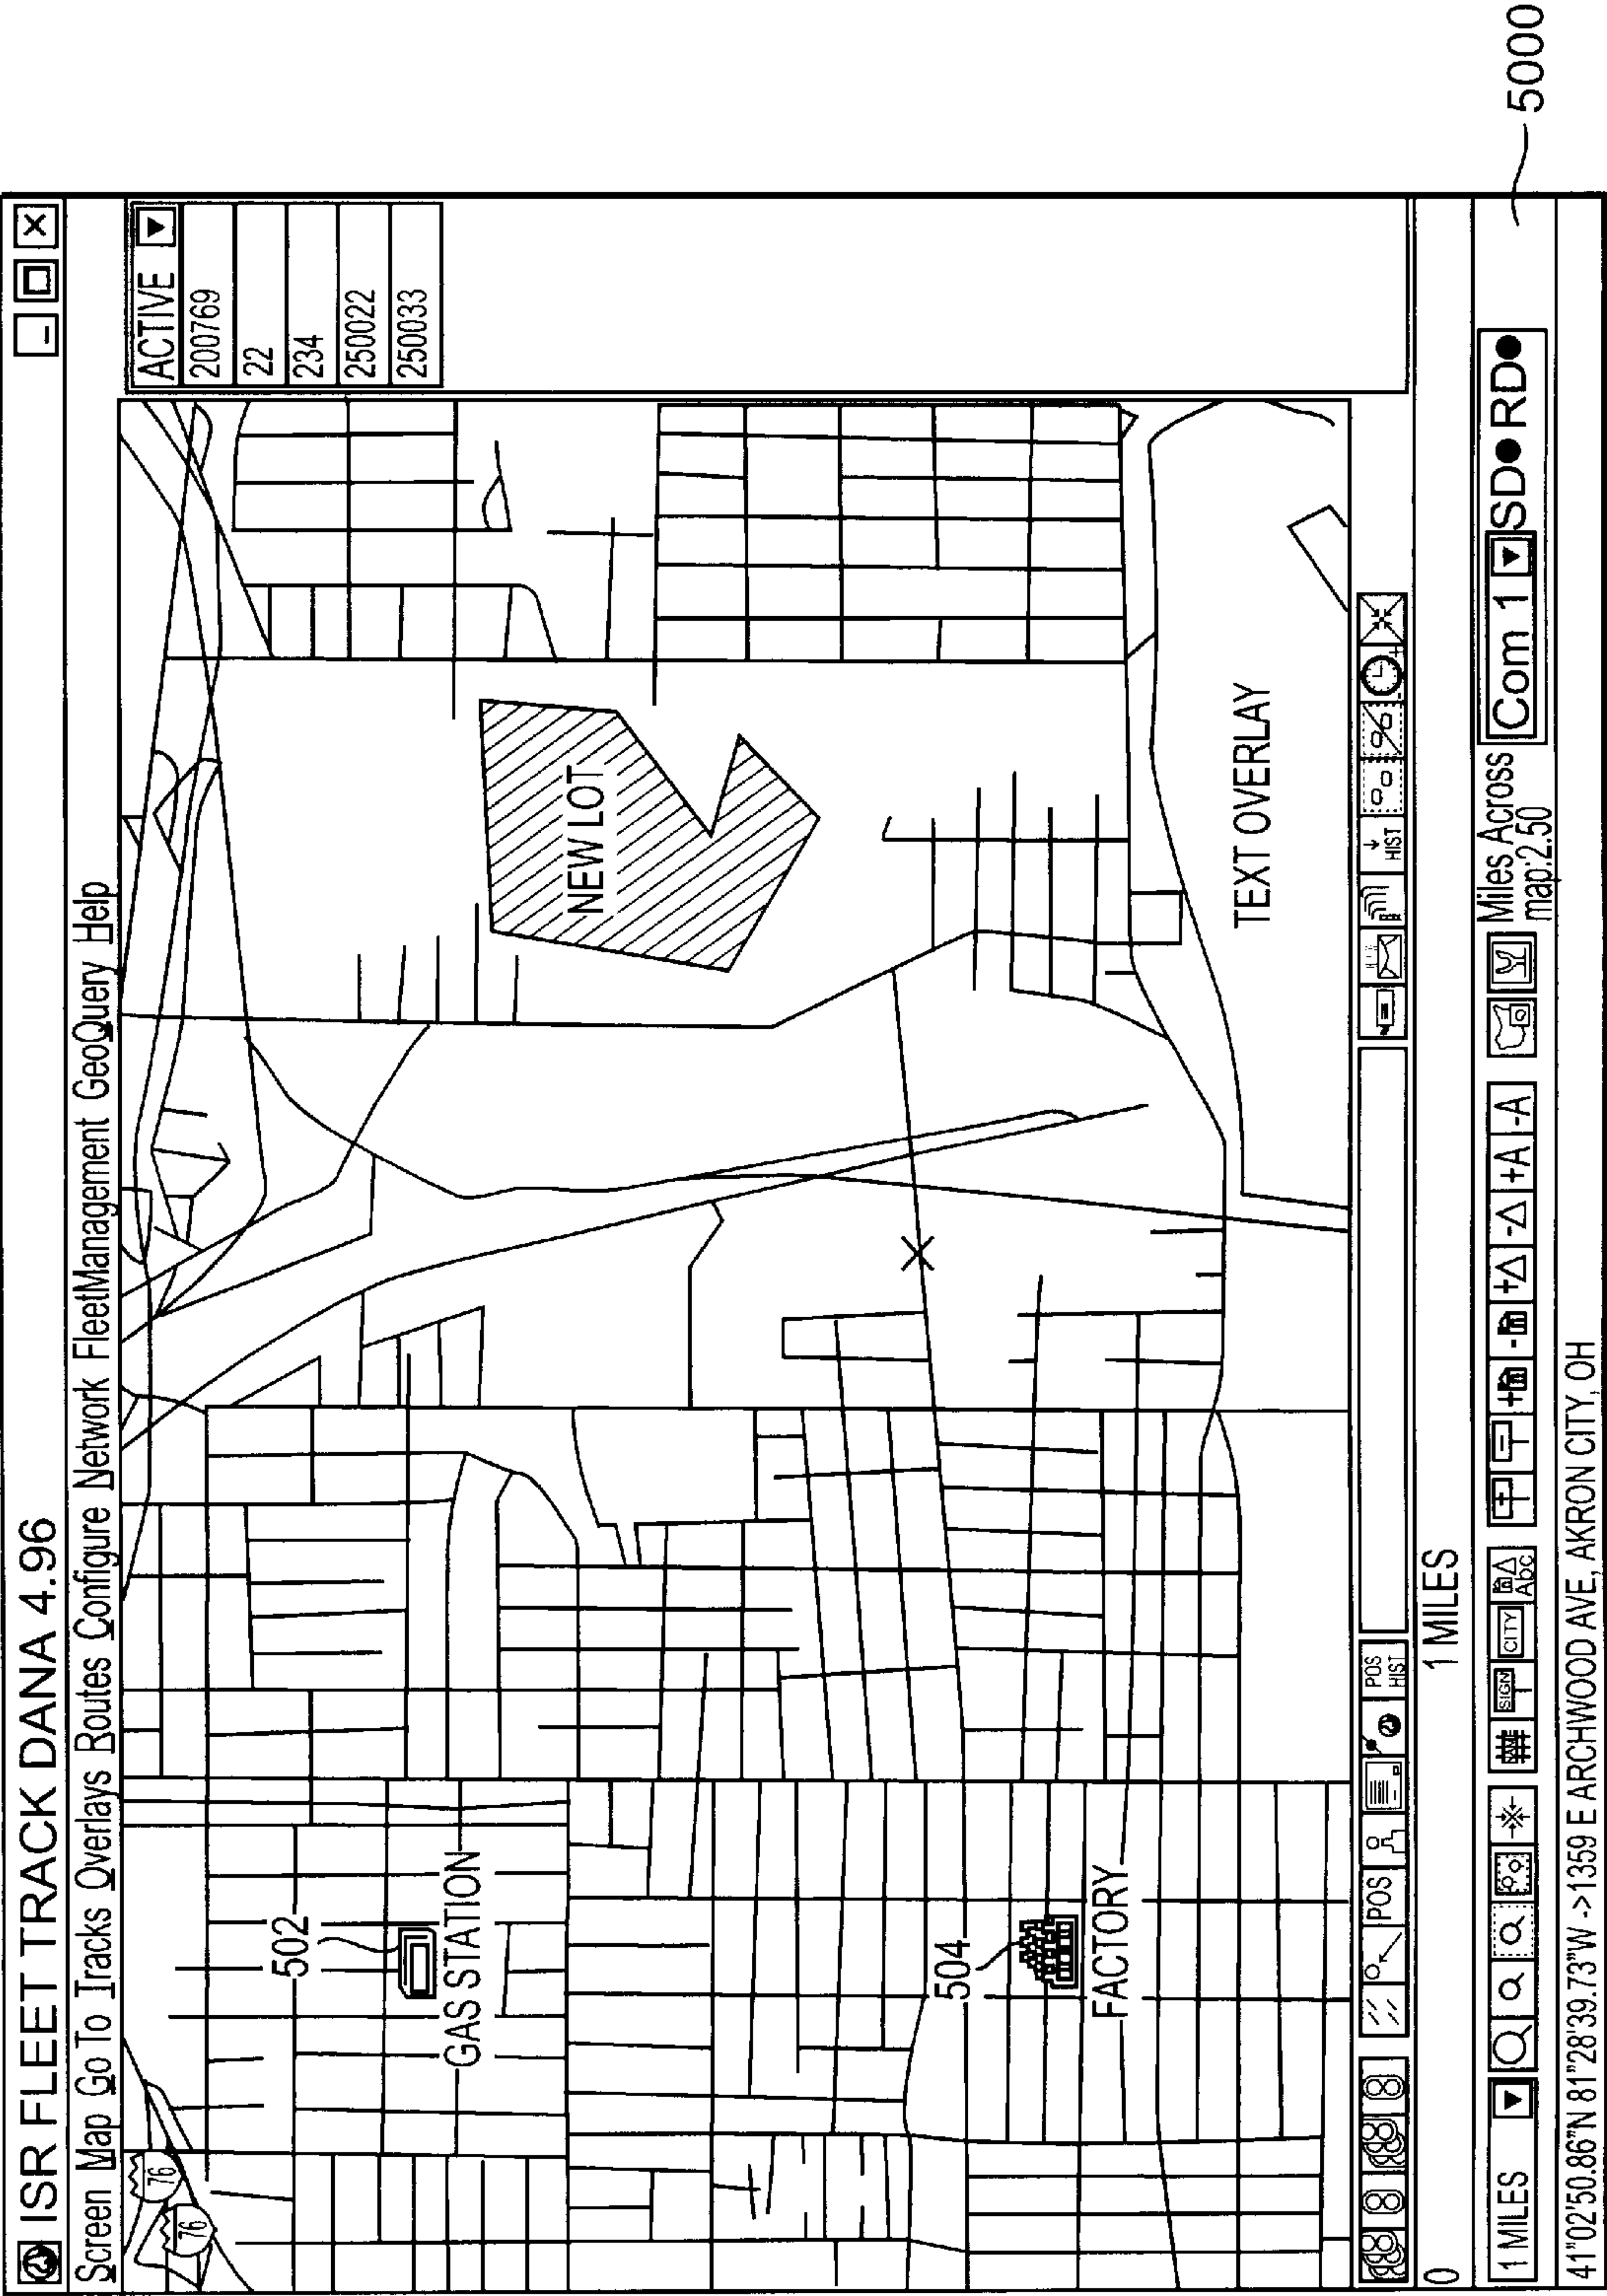 ISR FLEET TRACK DANA 4.96
Screen Map Go To Tracks Overlays Routes Configure Network FleetManagement GeoQuery Help
ACTIVE
200769
22
234
250022
250033
76
76
502
GAS STATION
NEW LOT
504
FACTORY
TEXT OVERLAY
POS
POS
HIST
HIST
0
1 MILES
1 MILES
SIGN
CITY
Abc
+A
-A
Miles Across
map:2.50
Com 1
SD
RD
41"02'50.86"N 81"28'39.73"W ->1359 E ARCHWOOD AVE, AKRON CITY, OH
5000